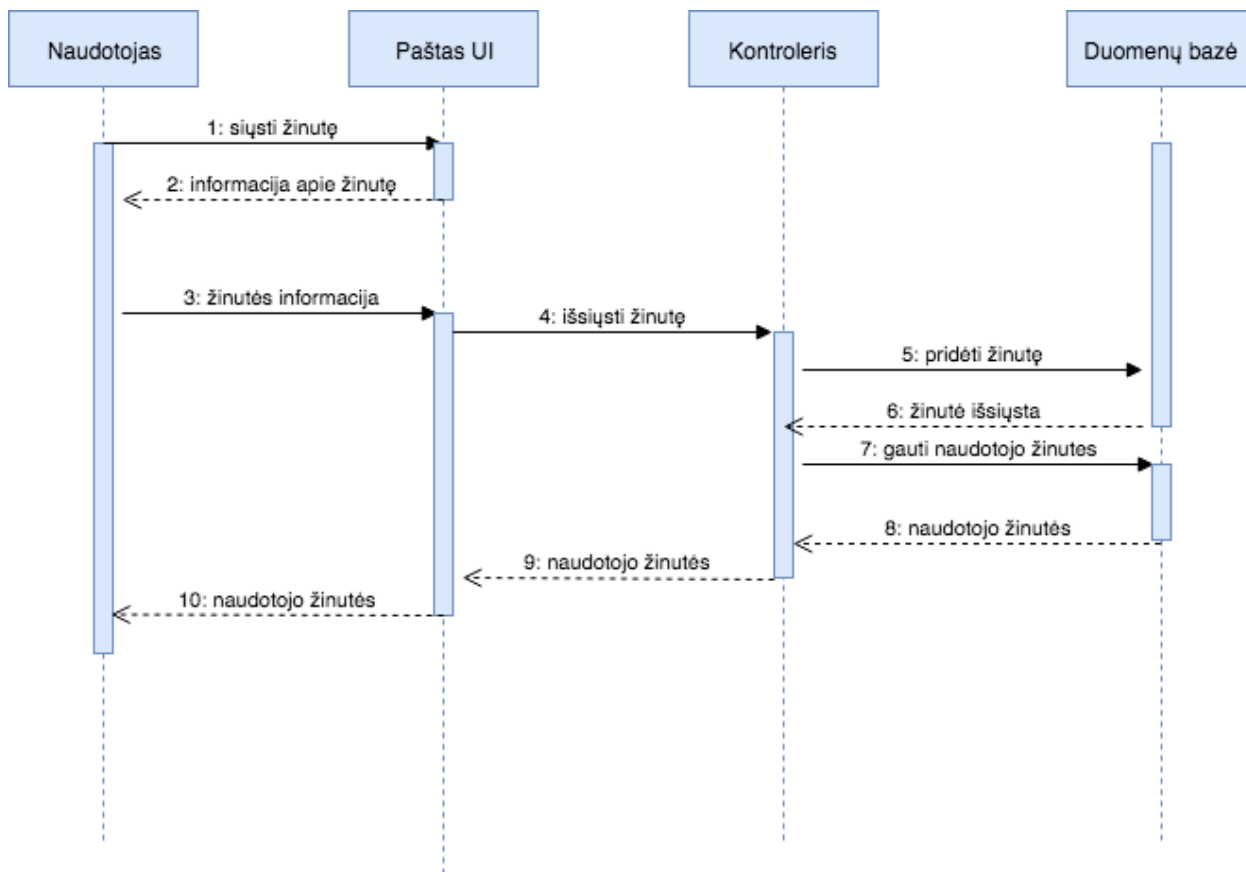 Naudotojas
Paštas UI
Kontroleris
Duomenų bazė
1: siųsti žinutę
2: informacija apie žinutę
3: žinutės informacija
4: išsiųsti žinutę
5: pridėti žinutę
6: žinutė išsiųsta
7: gauti naudotojo žinutes
8: naudotojo žinutės
9: naudotojo žinutės
10: naudotojo žinutės